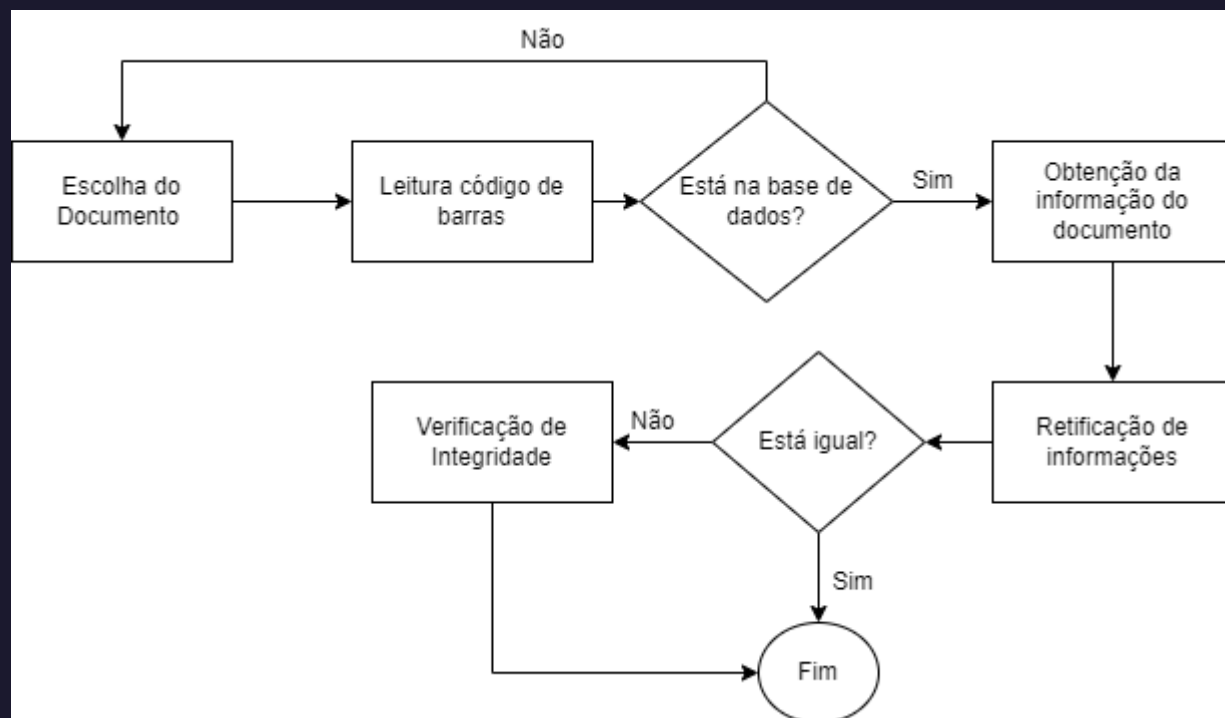 Não
Escolha do
Documento
Leitura código de
barras
Está na base de
dados?
Sim
Obtenção da
informação do
documento
Verificação de
Integridade
Não
Está igual?
Retificação de
informações
Sim
Fim